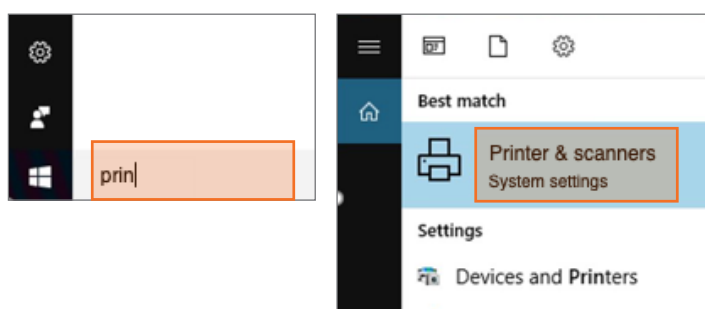 prin
Best match
Printer & scanners
System settings
Settings
Devices and Printers